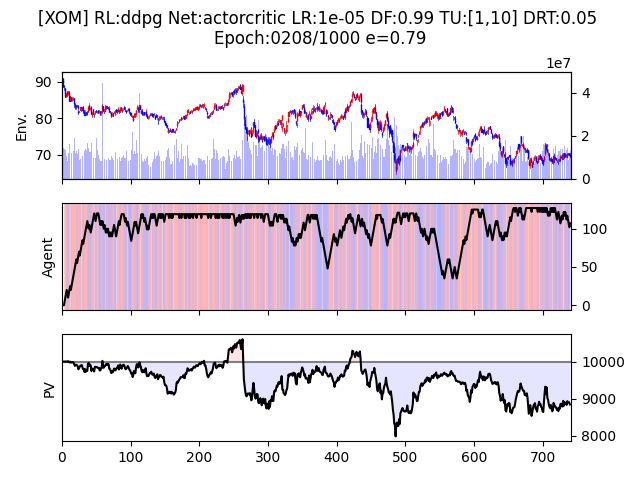 [XOM] RL:ddpg Net:actorcritic LR:1e-05 DF:0.99 TU:[1,10] DRT:0.05
Epoch:0208/1000 e=0.79
1e7
90
80
70
Env.
4
2
0
Agent
100
50
0
PV
10000
9000
8000
0 100 200 300 400 500 600 700